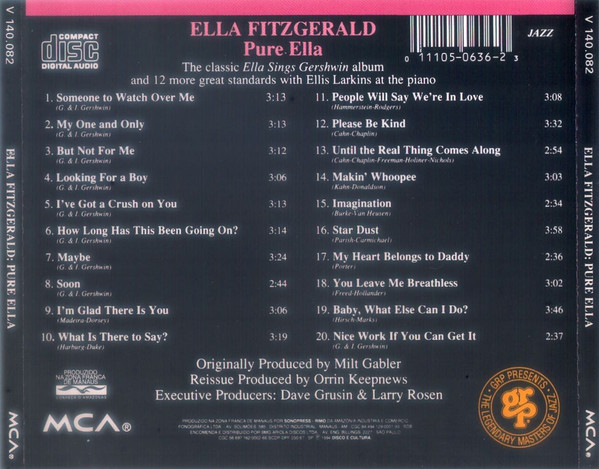 V 140.082
COMPACT
disc
DIGITAL AUDIO
ELLA FITZGERALD
Pure Ella
The classic Ella Sings Gershwin album
and 12 more great standards with Ellis Larkins at the piano
0 11105-0636-2 3
JAZZ
V 140.082
1. Someone to Watch Over Me 3:13
(G. & I. Gershwin)
2. My One and Only 3:13
(G. & I. Gershwin)
3. But Not For Me 3:12
(G. & I. Gershwin)
4. Looking For a Boy 3:06
(G. & I. Gershwin)
5. I've Got a Crush on You 3:13
(G. & I. Gershwin)
6. How Long Has This Been Going On? 3:14
(G. & I. Gershwin)
7. Maybe 3:24
(G. & I. Gershwin)
8. Soon 2:44
(G. & I. Gershwin)
9. I'm Glad There Is You 3:06
(Madeira-Dorsey)
10. What Is There to Say? 3:19
(Harburg-Duke)
11. People Will Say We're In Love 3:08
(Hammerstein-Rodgers)
12. Please Be Kind 3:32
(Cahn-Chaplin)
13. Until the Real Thing Comes Along 2:54
(Cahn-Chaplin-Freeman-Holiner-Nichols)
14. Makin' Whoopee 3:03
(Kahn-Donaldson)
15. Imagination 2:34
(Burke-Van Heusen)
16. Star Dust 3:58
(Parish-Carmichael)
17. My Heart Belongs to Daddy 2:36
(Porter)
18. You Leave Me Breathless 3:02
(Freed-Hollander)
19. Baby, What Else Can I Do? 3:46
(Hirsch-Marks)
20. Nice Work If You Can Get It 2:37
(G. & I. Gershwin)
Originally Produced by Milt Gabler
Reissue Produced by Orrin Keepnews
Executive Producers: Dave Grusin & Larry Rosen
PRODUZIDO
NA ZONA FRANCA
DE MANAUS
CONHEÇA O AMAZONAS
MCA®
GRP PRESENTS
THE LEGENDARY MASTERS OF JAZZ
GRP
ELLA FITZGERALD: PURE ELLA
MCA®
ELLA FITZGERALD: PURE ELLA
MCA®